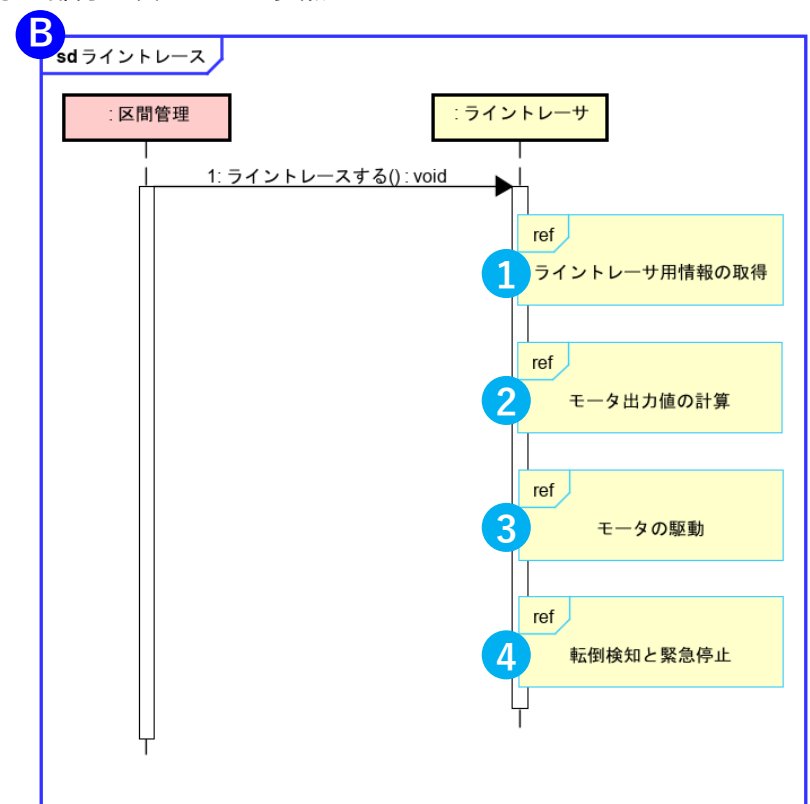 B
sd ライントレース
: 区間管理
: ライントレーサ
1: ライントレースする() : void
ref
1
ライントレーサ用情報の取得
ref
2
モータ出力値の計算
ref
3
モータの駆動
ref
4
転倒検知と緊急停止